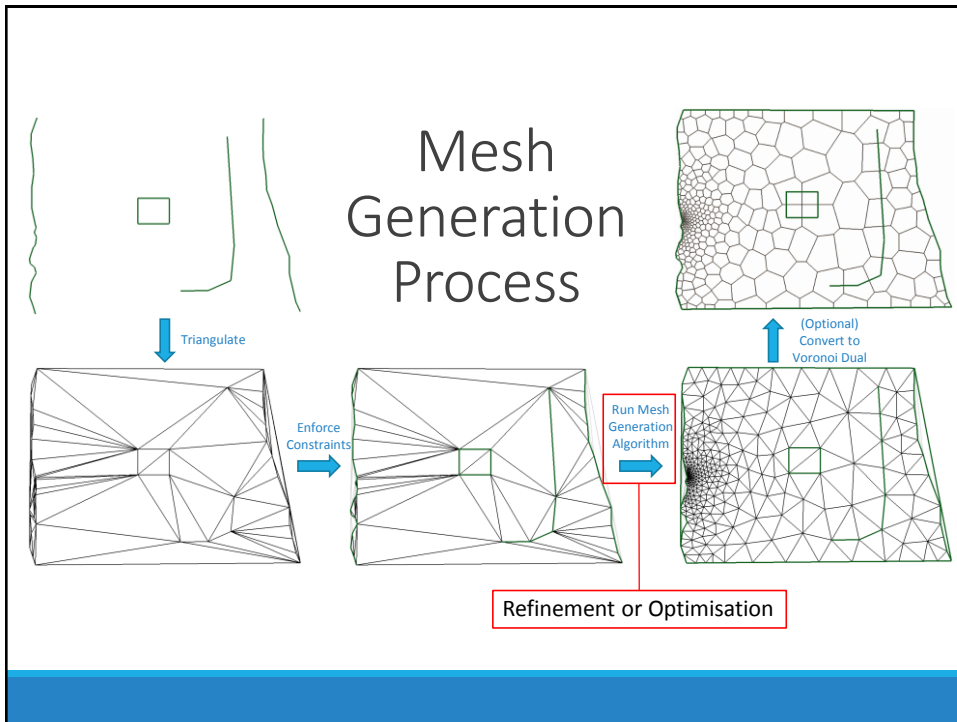 Mesh
Generation
Process
Triangulate
Enforce
Constraints
Run Mesh
Generation
Algorithm
(Optional)
Convert to
Voronoi Dual
Refinement or Optimisation